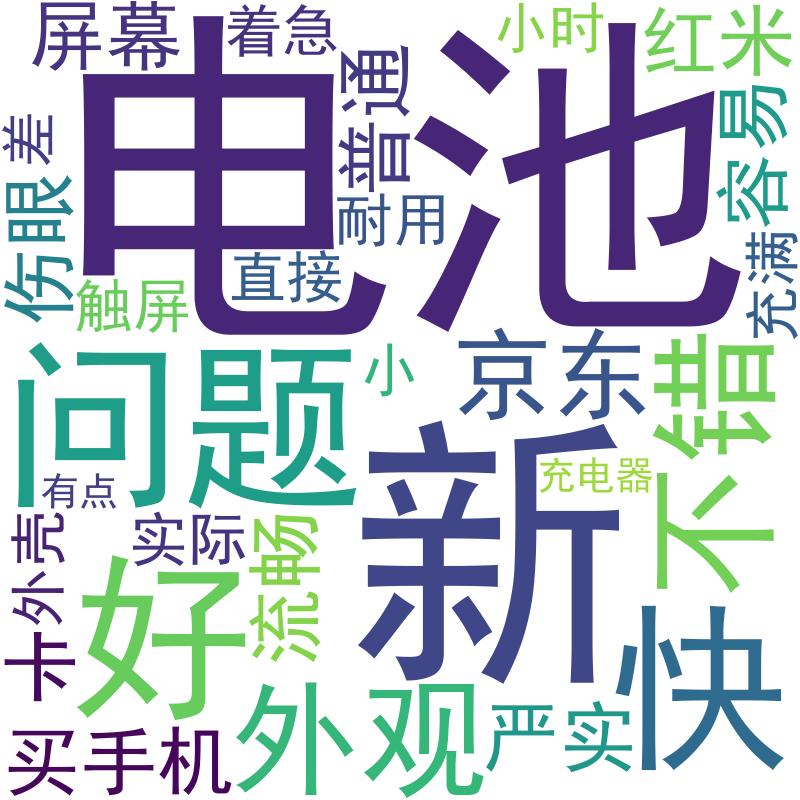 屏幕
着急
小时
红米
电池
普通
容易
差
伤眼
耐用
直接
触屏
充满
问题
小
京东
不错
新
充电器
有点
外壳
实际
流畅
好
卡
快
买手机
外观
严实